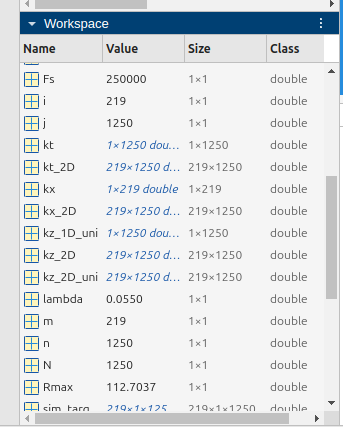 Workspace
Name Value Size Class
Fs 250000 1×1 double
i 219 1×1 double
j 1250 1×1 double
kt 1×1250 dou... 1×1250 double
kt_2D 219×1250 d... 219×1250 double
kx 1×219 double 1×219 double
kx_2D 219×1250 d... 219×1250 double
kz_1D_uni 1×1250 dou... 1×1250 double
kz_2D 219×1250 d... 219×1250 double
kz_2D_uni 219×1250 d... 219×1250 double
lambda 0.0550 1×1 double
m 219 1×1 double
n 1250 1×1 double
N 1250 1×1 double
Rmax 112.7037 1×1 double
sim_targ 219×1×125... 219×1×1250 double